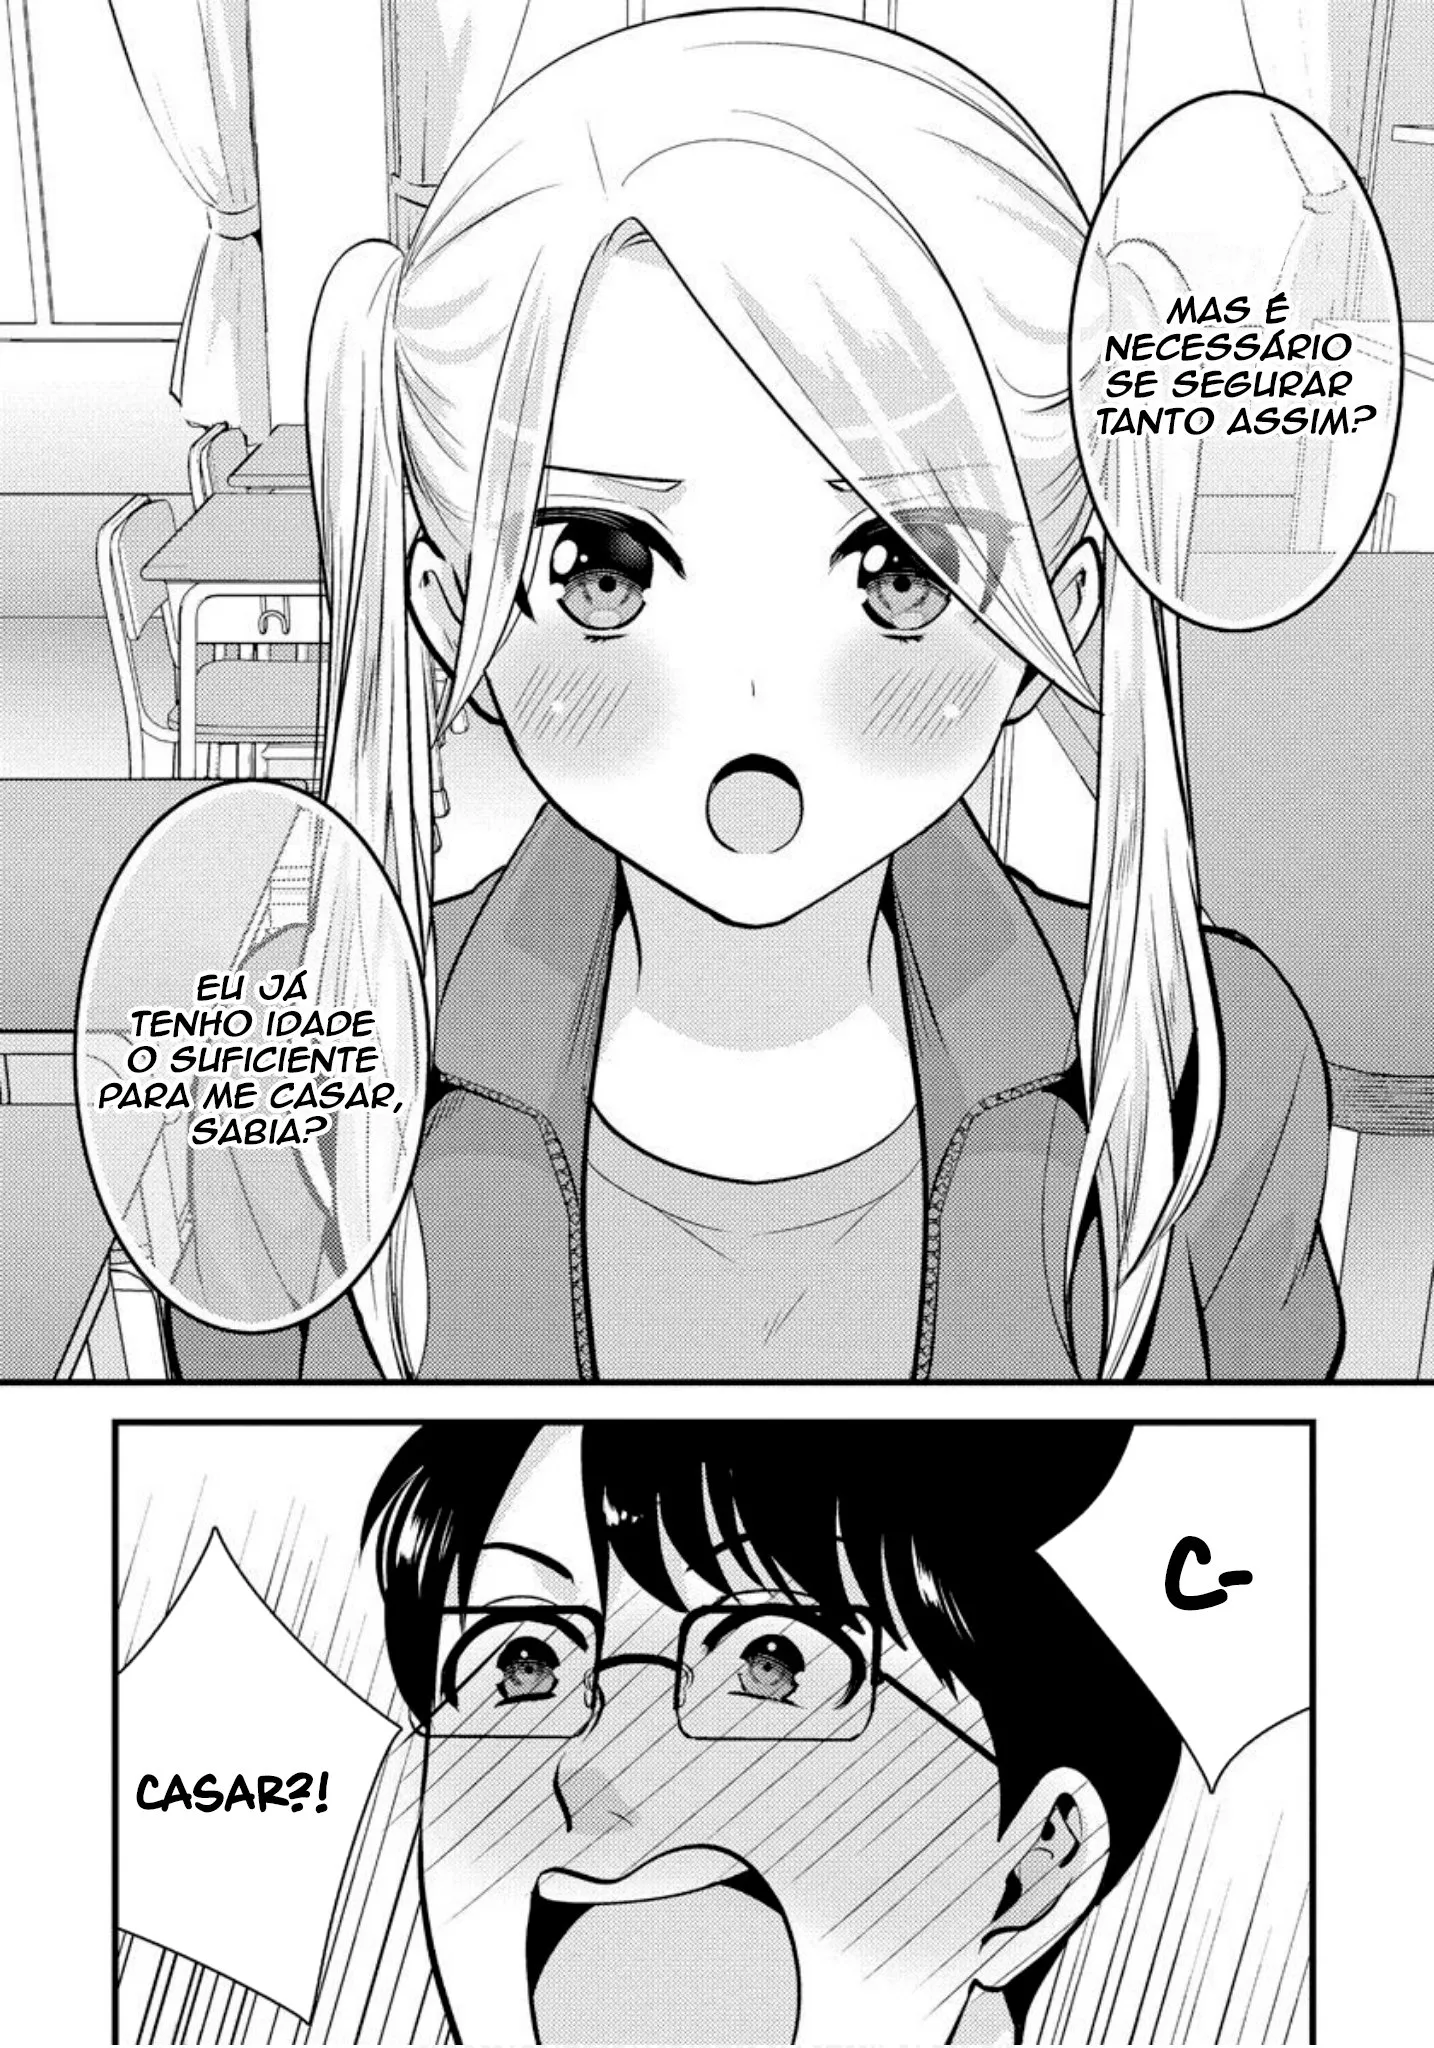 MAS É
NECESSÁRIO
SE SEGURAR
TANTO ASSIM?
EU JÁ
TENHO IDADE
O SUFICIENTE
PARA ME CASAR,
SABIA?
C-
CASAR?!